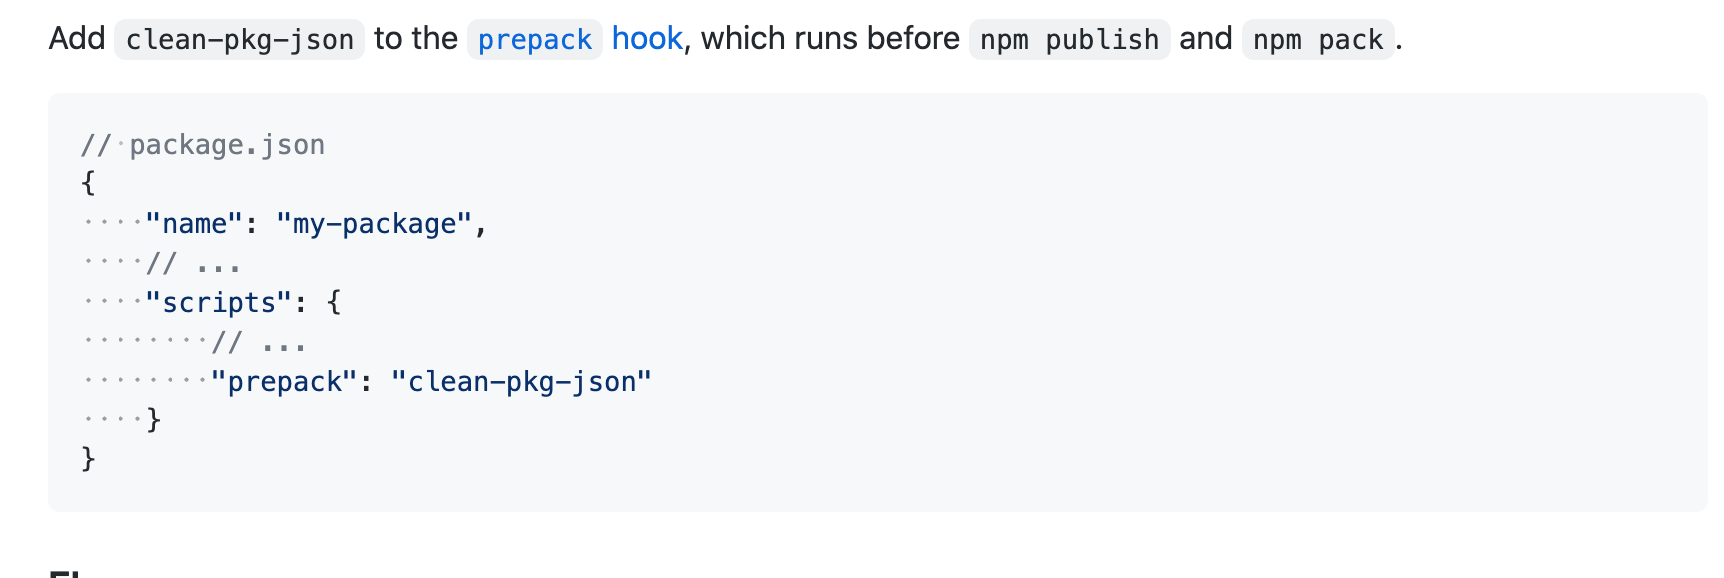 Add clean-pkg-json to the prepack hook, which runs before npm publish and npm pack.
// package.json
{
    "name": "my-package",
    // ...
    "scripts": {
        // ...
        "prepack": "clean-pkg-json"
    }
}